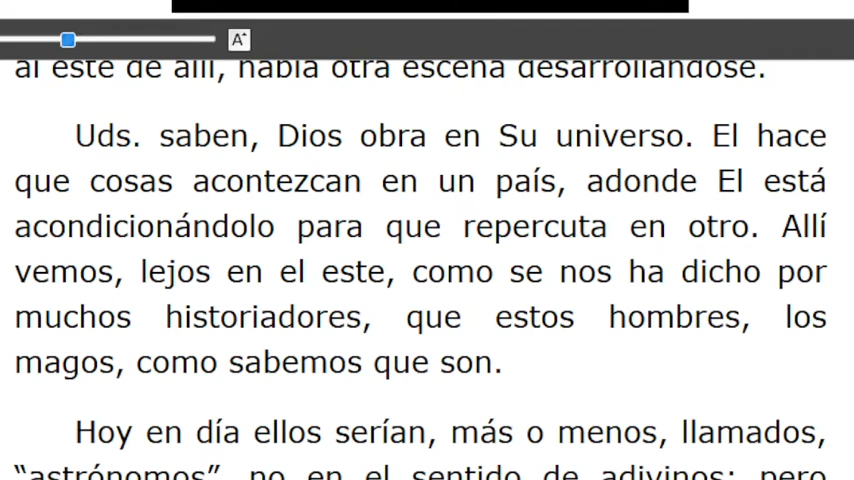 A
al este de allí, había otra escena desarrollándose.
Uds. saben, Dios obra en Su universo. El hace
que cosas acontezcan en un país, adonde El está
acondicionándolo para que repercuta en otro. Allí
vemos, lejos en el este, como se nos ha dicho por
muchos historiadores, que estos hombres, los
magos, como sabemos que son.
Hoy en día ellos serían, más o menos, llamados,
“astrónomos”, no en el sentido de adivinos; pero